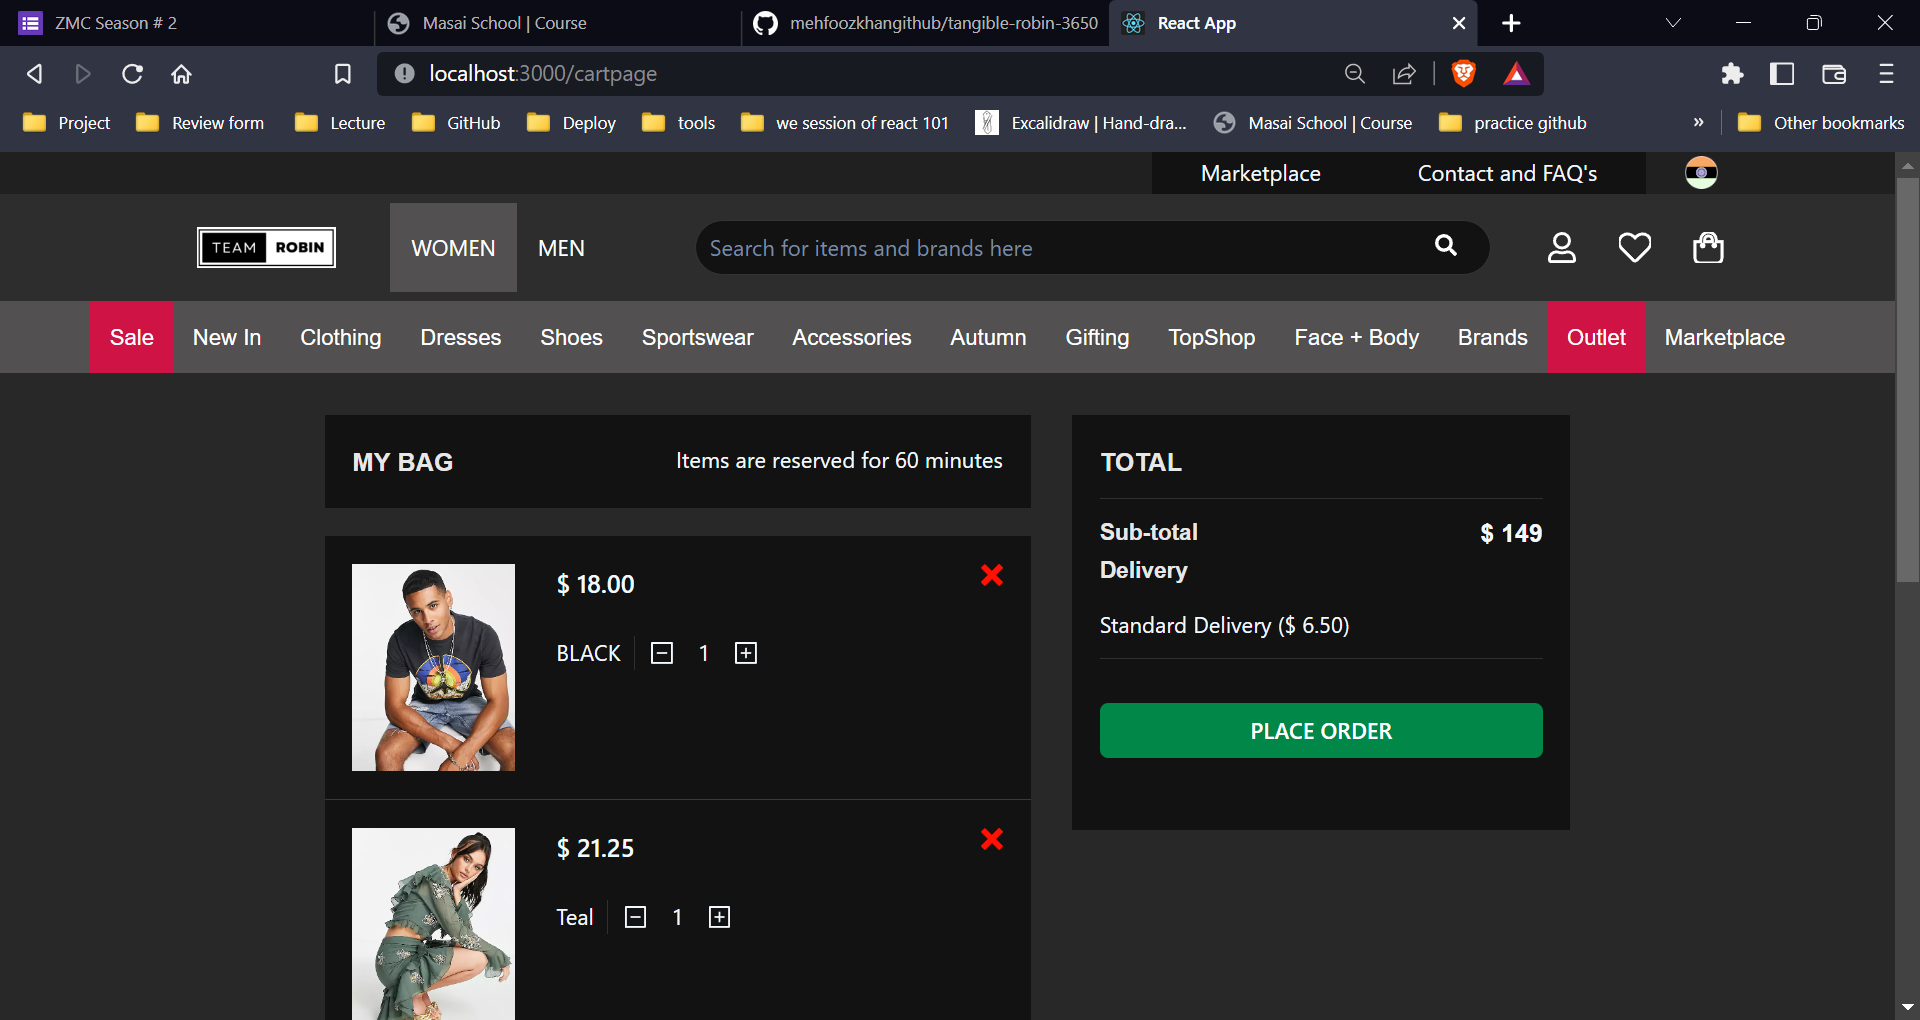 ZMC Season # 2
Masai School | Course
mehfoozkhangithub/tangible-robin-3650
React App
localhost:3000/cartpage
Project
Review form
Lecture
GitHub
Deploy
tools
we session of react 101
Excalidraw | Hand-dra...
Masai School | Course
practice github
»
Other bookmarks
Marketplace
Contact and FAQ's
TEAM ROBIN
WOMEN
MEN
Search for items and brands here
Sale
New In
Clothing
Dresses
Shoes
Sportswear
Accessories
Autumn
Gifting
TopShop
Face + Body
Brands
Outlet
Marketplace
MY BAG
Items are reserved for 60 minutes
$ 18.00
BLACK
1
$ 21.25
Teal
1
TOTAL
Sub-total
$ 149
Delivery
Standard Delivery ($ 6.50)
PLACE ORDER